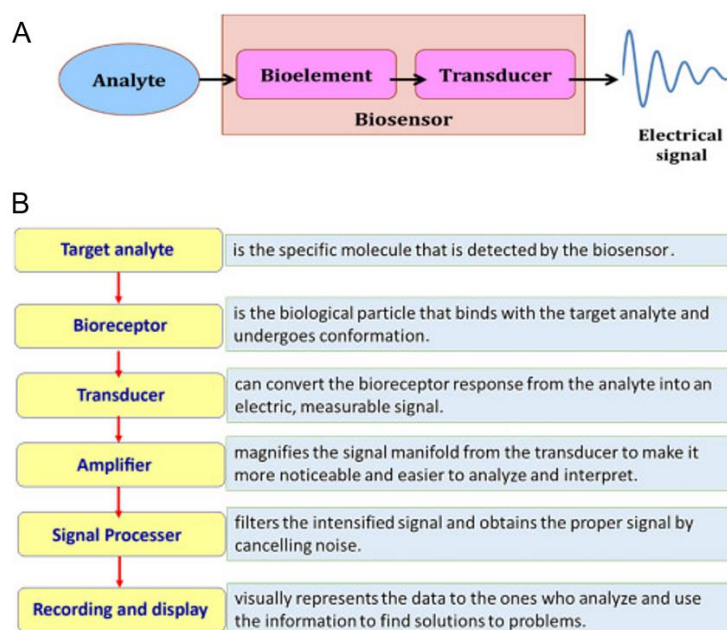 A
Analyte
Bioelement
Transducer
Biosensor
Electrical
signal
B
Target analyte
is the specific molecule that is detected by the biosensor.
Bioreceptor
is the biological particle that binds with the target analyte and
undergoes conformation.
Transducer
can convert the bioreceptor response from the analyte into an
electric, measurable signal.
Amplifier
magnifies the signal manifold from the transducer to make it
more noticeable and easier to analyze and interpret.
Signal Processer
filters the intensified signal and obtains the proper signal by
cancelling noise.
Recording and display
visually represents the data to the ones who analyze and use
the information to find solutions to problems.